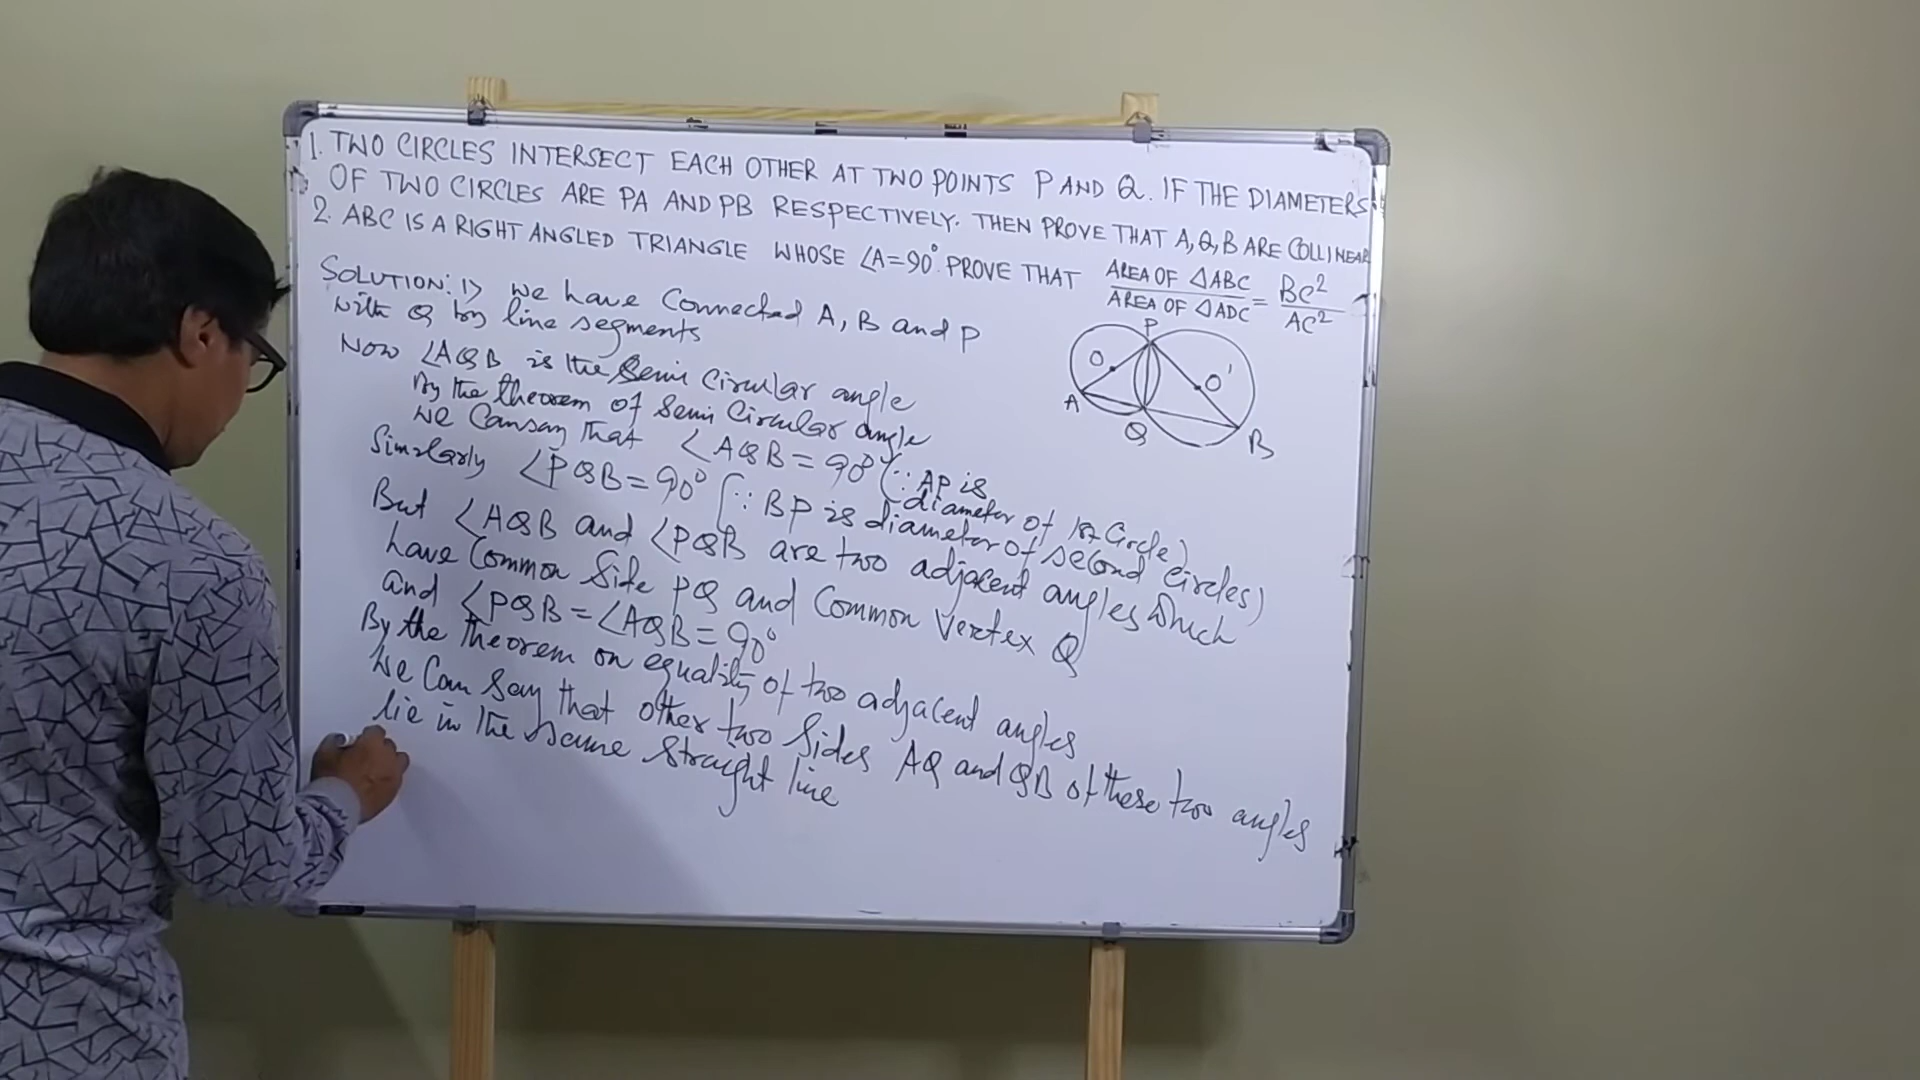 1. TWO CIRCLES INTERSECT EACH OTHER AT TWO POINTS P AND Q. IF THE DIAMETERS
OF TWO CIRCLES ARE PA AND PB RESPECTIVELY. THEN PROVE THAT A, Q, B ARE COLLINEAR
2. ABC IS A RIGHT ANGLED TRIANGLE WHOSE ∠A=90°. PROVE THAT AREA OF △ABC / AREA OF △ADC = BC² / AC²
SOLUTION: 1> We have Connected A, B and P
with Q by line segments
Now ∠AQB is the Semi Circular angle
By the theorem of Semi Circular angle
We Can say that ∠AQB = 90° (∵ AP is
diameter of 1st Circle)
Similarly ∠PQB = 90° [∵ BP is diameter of second circles)
But ∠AQB and ∠PQB are two adjacent angles which
have Common Side PQ and Common Vertex Q
and ∠PQB = ∠AQB = 90°
By the theorem on equality of two adjacent angles
We Can say that other two Sides AQ and QB of these two angles
lie in the same straight line
P
O
O'
A
Q
B